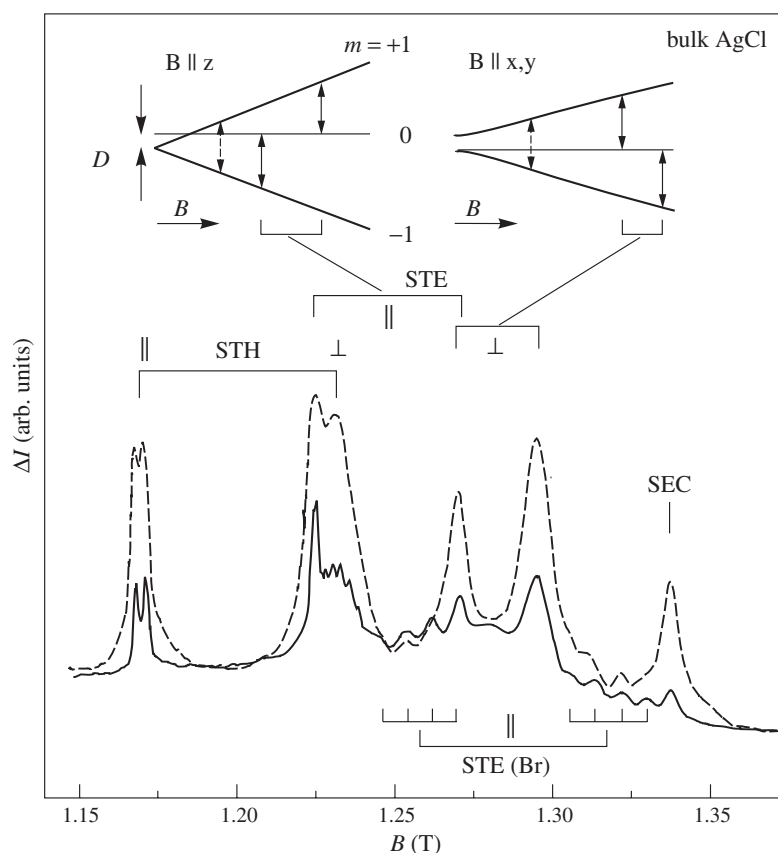 bulk AgCl
B || z
m = +1
B || x,y
D
0
B
B
−1
STE
||
⊥
||
STH
⊥
ΔI (arb. units)
SEC
||
STE (Br)
1.15 1.20 1.25 1.30 1.35
B (T)